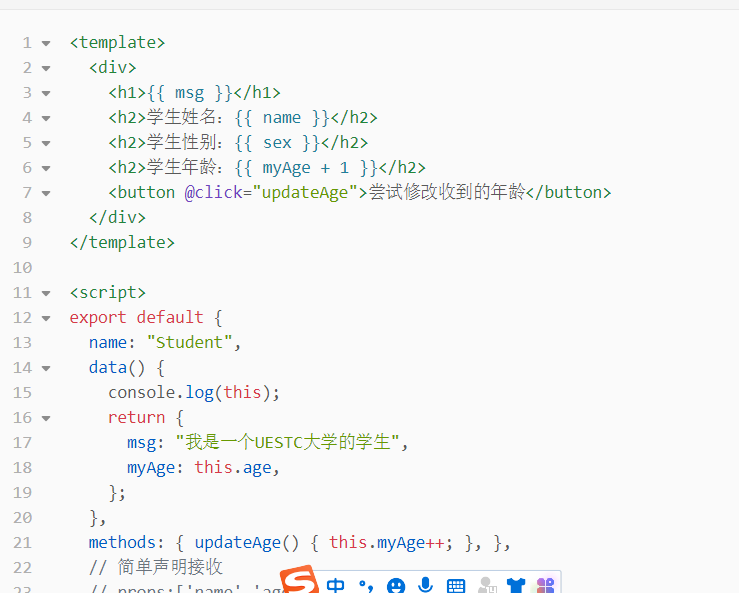 1 <template>
2 <div>
3 <h1>{{ msg }}</h1>
4 <h2>学生姓名：{{ name }}</h2>
5 <h2>学生性别：{{ sex }}</h2>
6 <h2>学生年龄：{{ myAge + 1 }}</h2>
7 <button @click="updateAge">尝试修改收到的年龄</button>
8 </div>
9 </template>
10
11 <script>
12 export default {
13 name: "Student",
14 data() {
15 console.log(this);
16 return {
17 msg: "我是一个UESTC大学的学生",
18 myAge: this.age,
19 };
20 },
21 methods: { updateAge() { this.myAge++; }, },
22 // 简单声明接收
23 // props:['name' 'ag
S 中